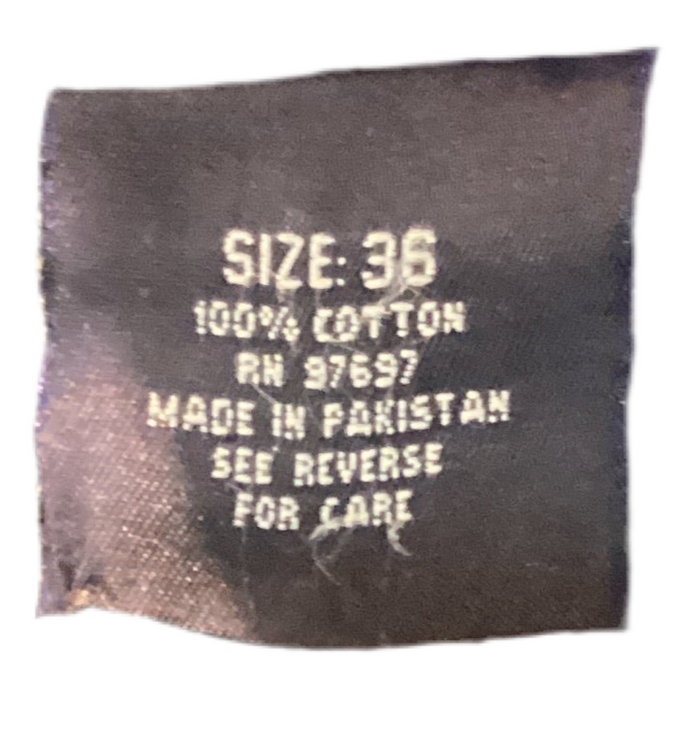 SIZE: 36
100% COTTON
RN 97697
MADE IN PAKISTAN
SEE REVERSE
FOR CARE